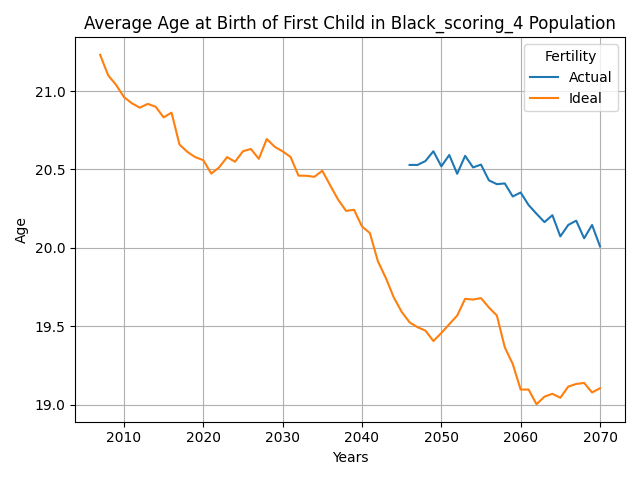 Average Age at Birth of First Child in Black_scoring_4 Population
Fertility
Actual
Ideal
Age
21.0
20.5
20.0
19.5
19.0
2010 2020 2030 2040 2050 2060 2070
Years